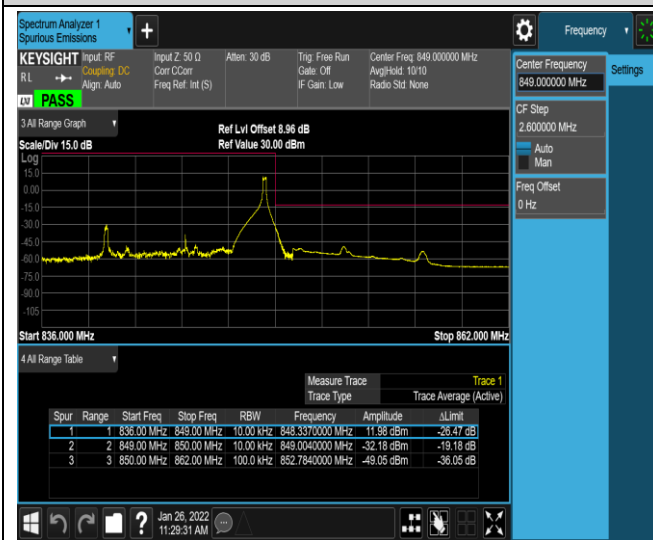 Spectrum Analyzer 1
Spurious Emissions
+
Frequency
KEYSIGHT Input: RF Input Z: 50 Ω Atten: 30 dB Trig: Free Run Center Freq: 849.000000 MHz
RL Coupling: DC Corr CCorr Gate: Off Avg|Hold: 10/10
Align: Auto Freq Ref: Int (S) IF Gain: Low Radio Std: None
LXI PASS
Center Frequency
849.000000 MHz
Settings
CF Step
2.600000 MHz
Auto
Man
Freq Offset
0 Hz
3 All Range Graph
Ref Lvl Offset 8.96 dB
Scale/Div 15.0 dB Ref Value 30.00 dBm
Log
15.0
0.00
-15.0
-30.0
-45.0
-60.0
-75.0
-90.0
-105
Start 836.000 MHz Stop 862.000 MHz
4 All Range Table
Measure Trace Trace 1
Trace Type Trace Average (Active)
Spur Range Start Freq Stop Freq RBW Frequency Amplitude ΔLimit
1 1 836.00 MHz 849.00 MHz 10.00 kHz 848.3370000 MHz 11.98 dBm -26.47 dB
2 2 849.00 MHz 850.00 MHz 10.00 kHz 849.0040000 MHz -32.18 dBm -19.18 dB
3 3 850.00 MHz 862.00 MHz 100.0 kHz 852.7840000 MHz -49.05 dBm -36.05 dB
? Jan 26, 2022
11:29:31 AM